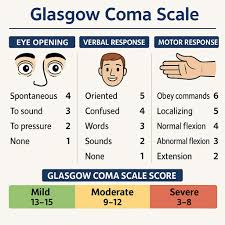 Glasgow Coma Scale
EYE OPENING
Spontaneous 4
To sound 3
To pressure 2
None 1
VERBAL RESPONSE
Oriented 5
Confused 4
Words 3
Sounds 2
None 1
MOTOR RESPONSE
Obey commands 6
Localizing 5
Normal flexion 4
Abnormal flexion 3
Extension 2
GLASGOW COMA SCALE SCORE
Mild
13–15
Moderate
9–12
Severe
3–8